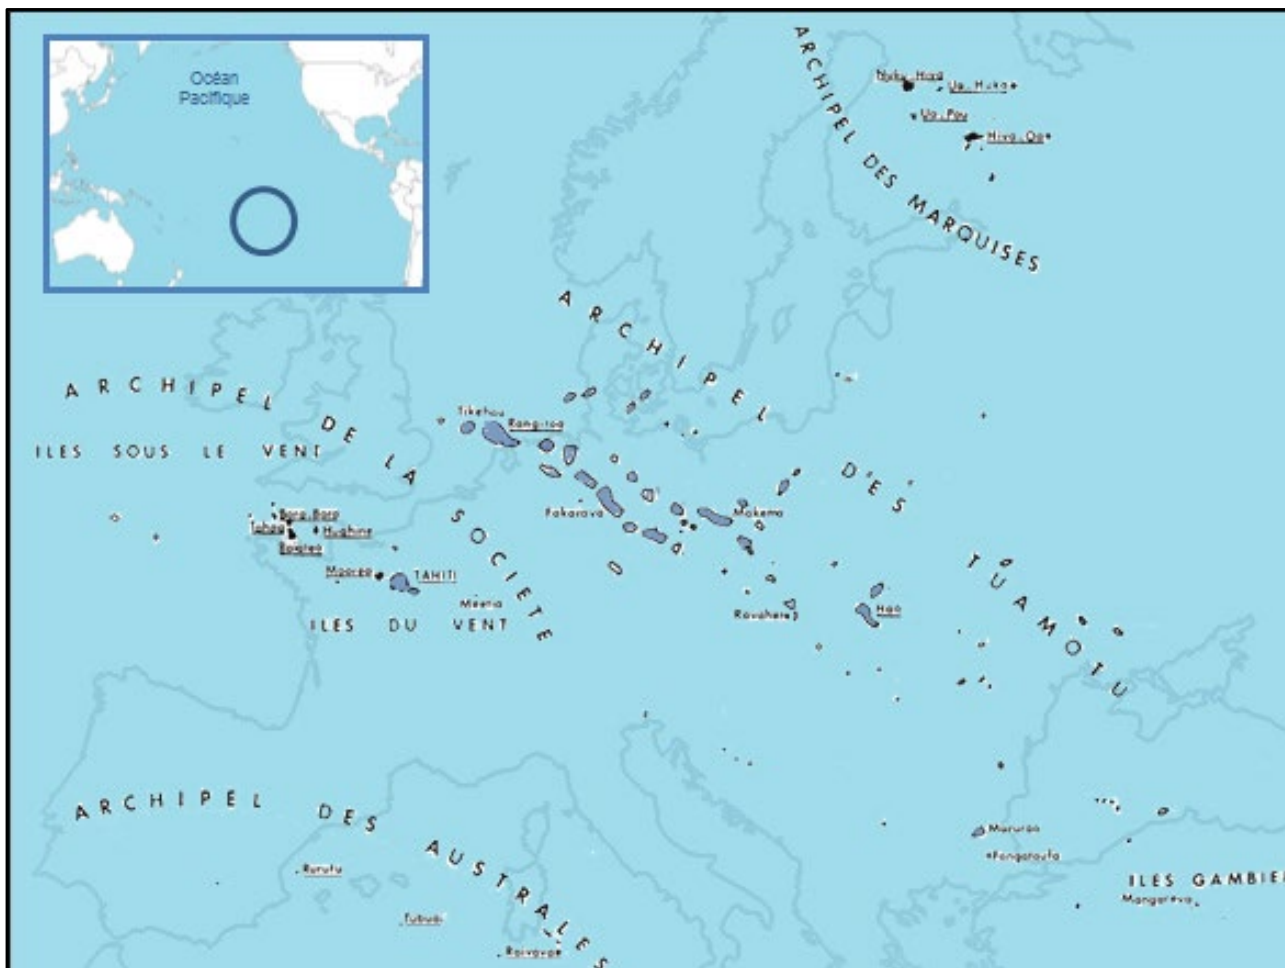 Océan
Pacifique
ARCHIPEL DES MARQUISES
Nuku-Hiva
Ua-Huka
Ua-Pou
Hiva-Oa
ARCHIPEL DES TUAMOTU
ARCHIPEL DE LA SOCIETE
Tikehau
Rangiroa
ILES SOUS LE VENT
Bora-Bora
Tahaa
Huahine
Raiatea
Fakarava
Makemo
Moorea
TAHITI
Meetia
Ravahere
Hao
ILES DU VENT
ARCHIPEL DES AUSTRALES
Mururoa
Fangataufa
Rurutu
ILES GAMBIER
Mangareva
Tubuai
Raivavae